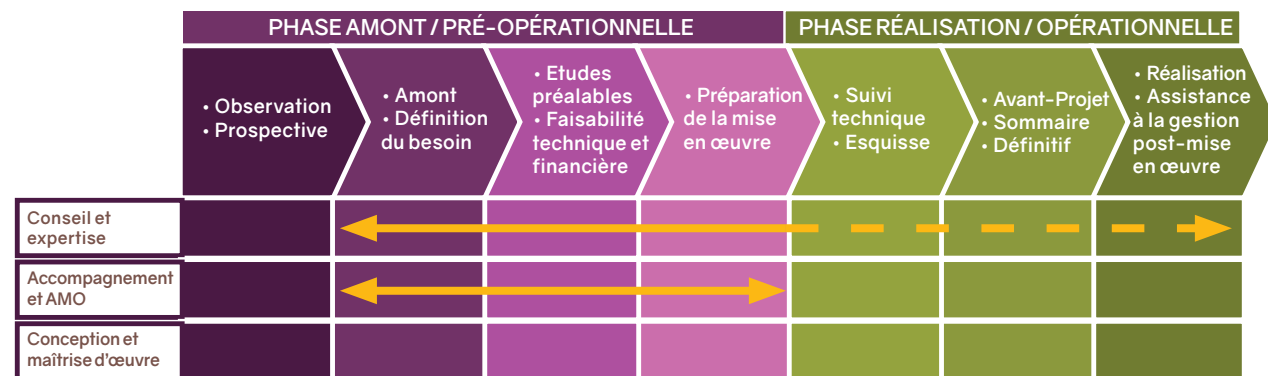 PHASE AMONT / PRÉ-OPÉRATIONNELLE
PHASE RÉALISATION / OPÉRATIONNELLE
• Observation
• Prospective
• Amont
• Définition
du besoin
• Etudes
préalables
• Faisabilité
technique et
financière
• Préparation
de la mise
en œuvre
• Suivi
technique
• Esquisse
• Avant-Projet
• Sommaire
• Définitif
• Réalisation
• Assistance
à la gestion
post-mise
en œuvre
Conseil et
expertise
Accompagnement
et AMO
Conception et
maîtrise d'œuvre